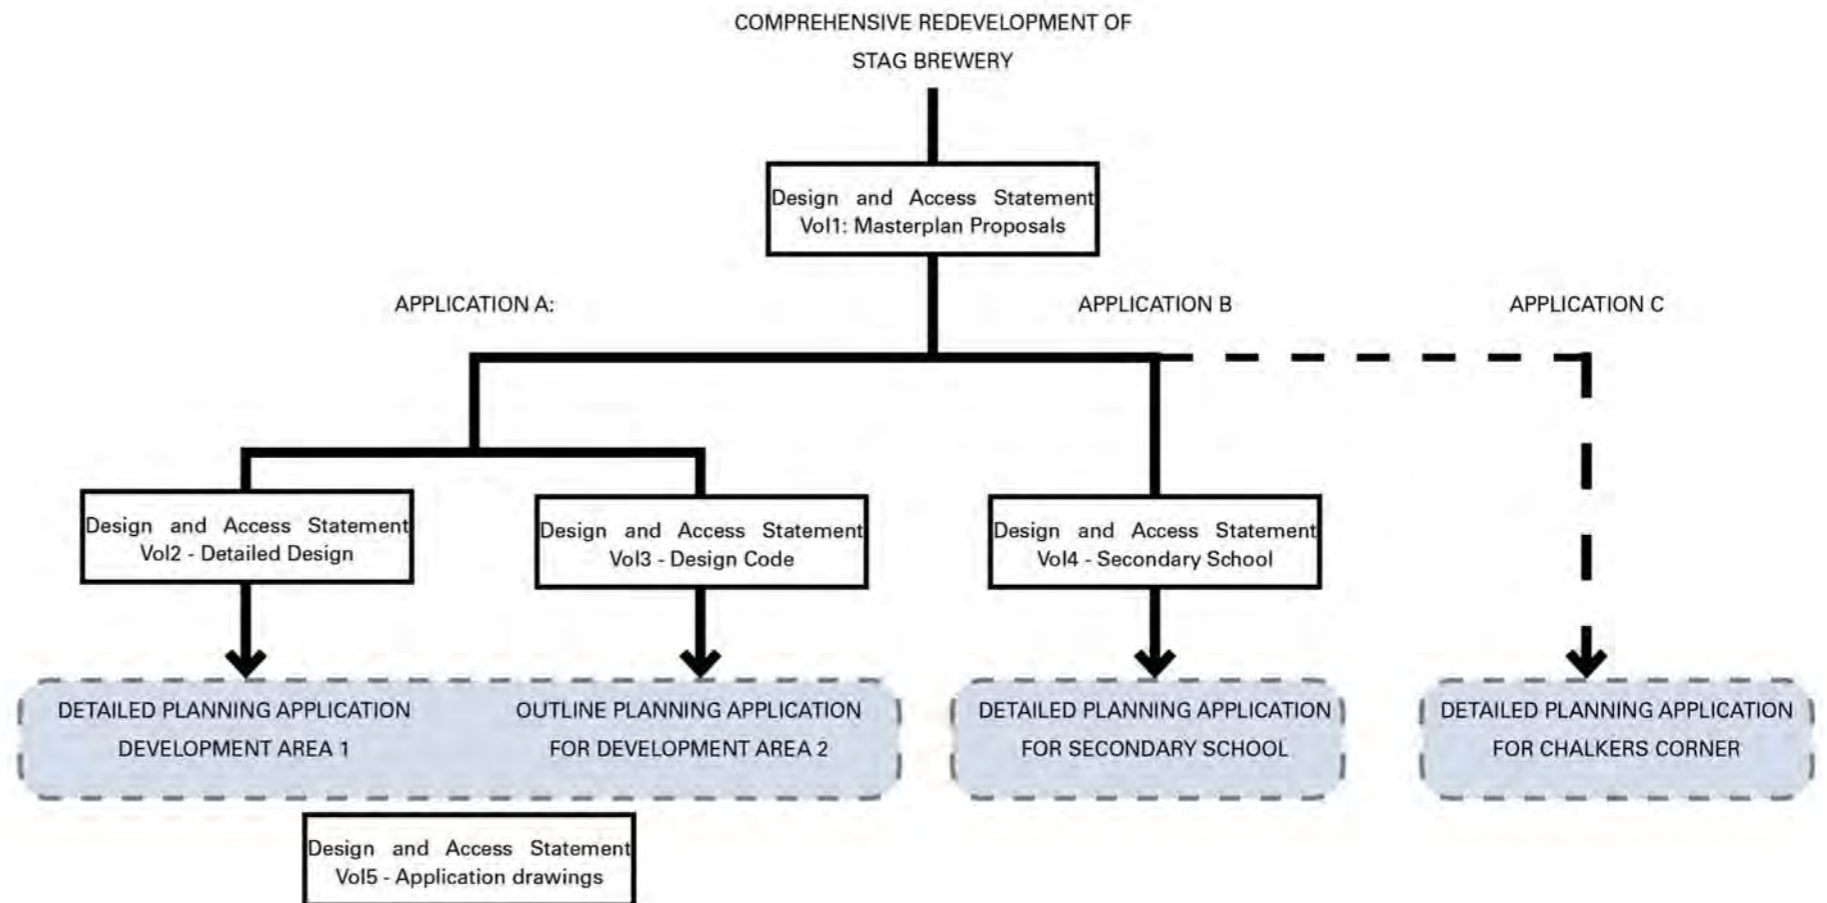 COMPREHENSIVE REDEVELOPMENT OF
STAG BREWERY
Design and Access Statement
Vol1: Masterplan Proposals
APPLICATION A:
APPLICATION B
APPLICATION C
Design and Access Statement
Vol2 - Detailed Design
Design and Access Statement
Vol3 - Design Code
Design and Access Statement
Vol4 - Secondary School
DETAILED PLANNING APPLICATION
DEVELOPMENT AREA 1
OUTLINE PLANNING APPLICATION
FOR DEVELOPMENT AREA 2
DETAILED PLANNING APPLICATION
FOR SECONDARY SCHOOL
DETAILED PLANNING APPLICATION
FOR CHALKERS CORNER
Design and Access Statement
Vol5 - Application drawings